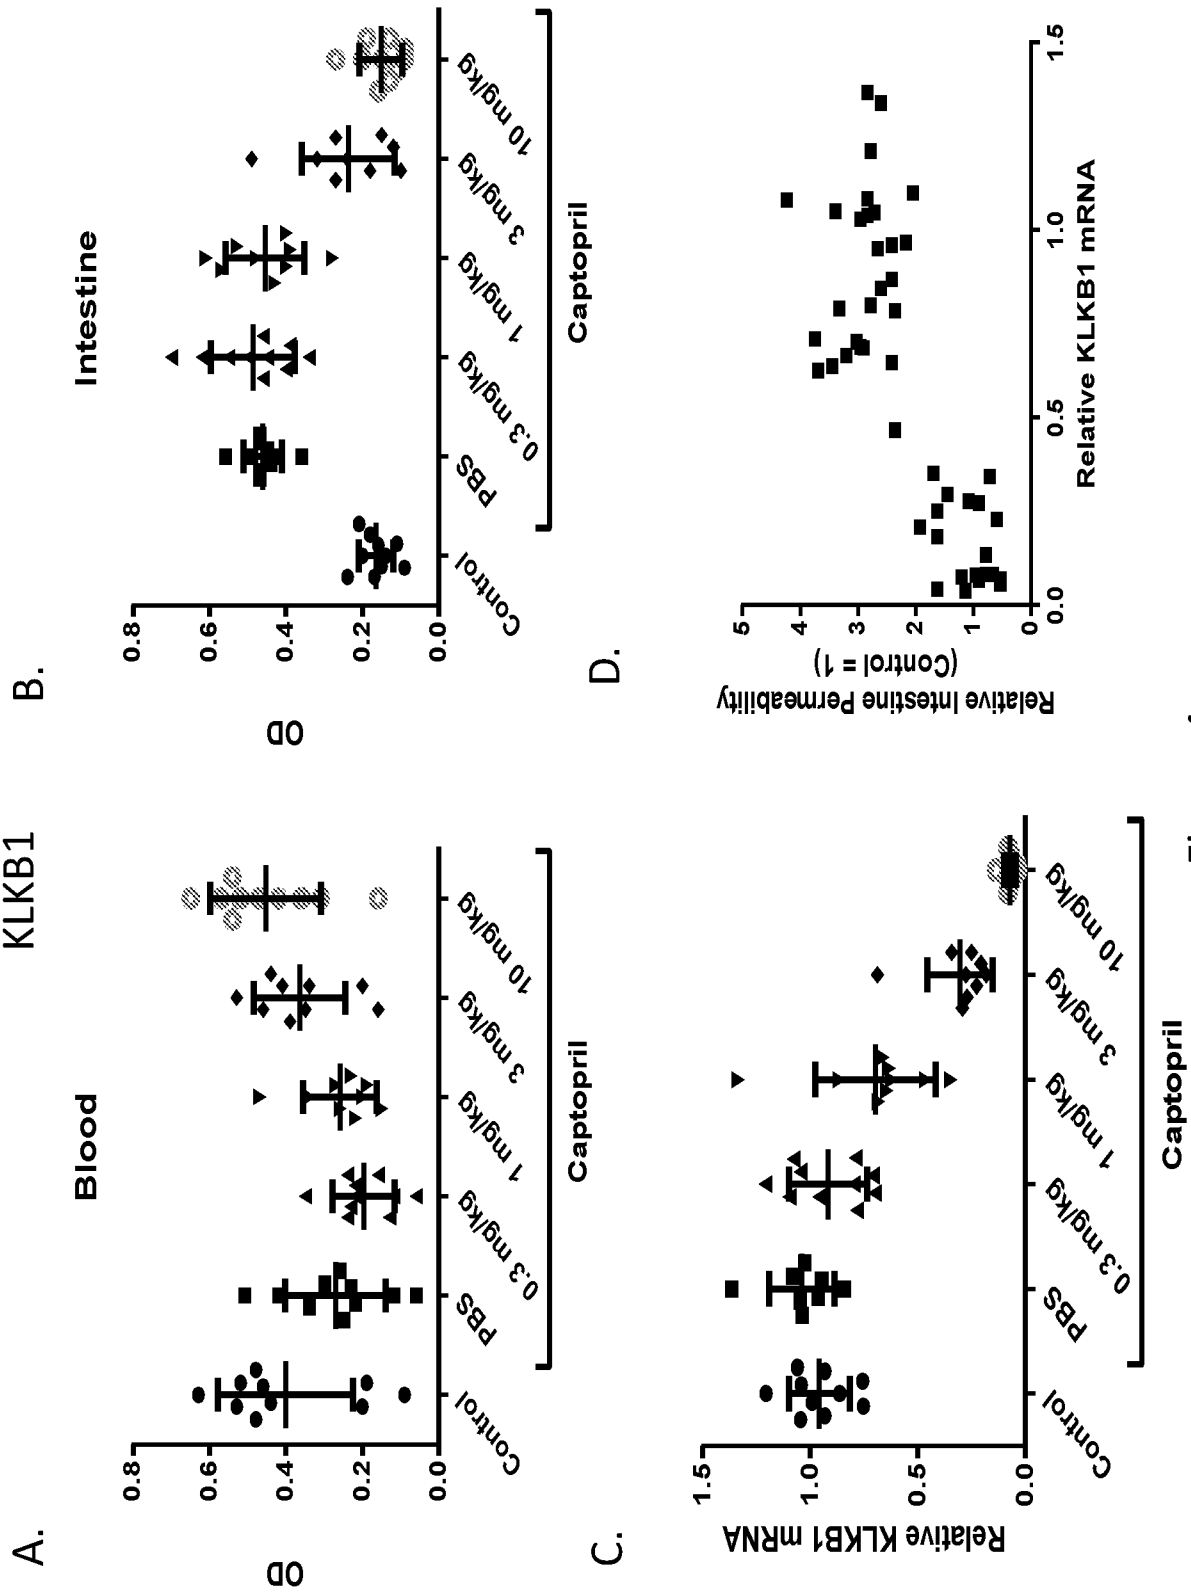 KLKB1
A.
Blood
OD
0.8
0.6
0.4
0.2
0.0
Control
PBS
0.3 mg/kg
1 mg/kg
3 mg/kg
10 mg/kg
Captopril
B.
Intestine
OD
0.8
0.6
0.4
0.2
0.0
Control
PBS
0.3 mg/kg
1 mg/kg
3 mg/kg
10 mg/kg
Captopril
C.
Relative KLKB1 mRNA
1.5
1.0
0.5
0.0
Control
PBS
0.3 mg/kg
1 mg/kg
3 mg/kg
10 mg/kg
Captopril
D.
Relative Intestine Permeability
(Control = 1)
5
4
3
2
1
0
0.0
0.5
1.0
1.5
Relative KLKB1 mRNA